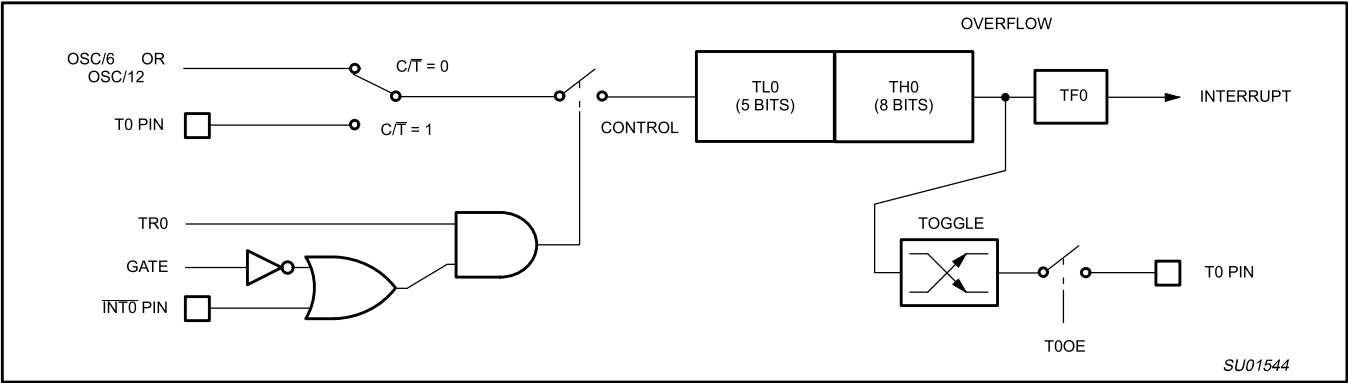 OVERFLOW
OSC/6 OR
OSC/12
C/T̅ = 0
TL0
(5 BITS)
TH0
(8 BITS)
TF0
INTERRUPT
T0 PIN
C/T̅ = 1
CONTROL
TR0
TOGGLE
GATE
T0 PIN
I̅N̅T̅0̅ PIN
T0OE
SU01544